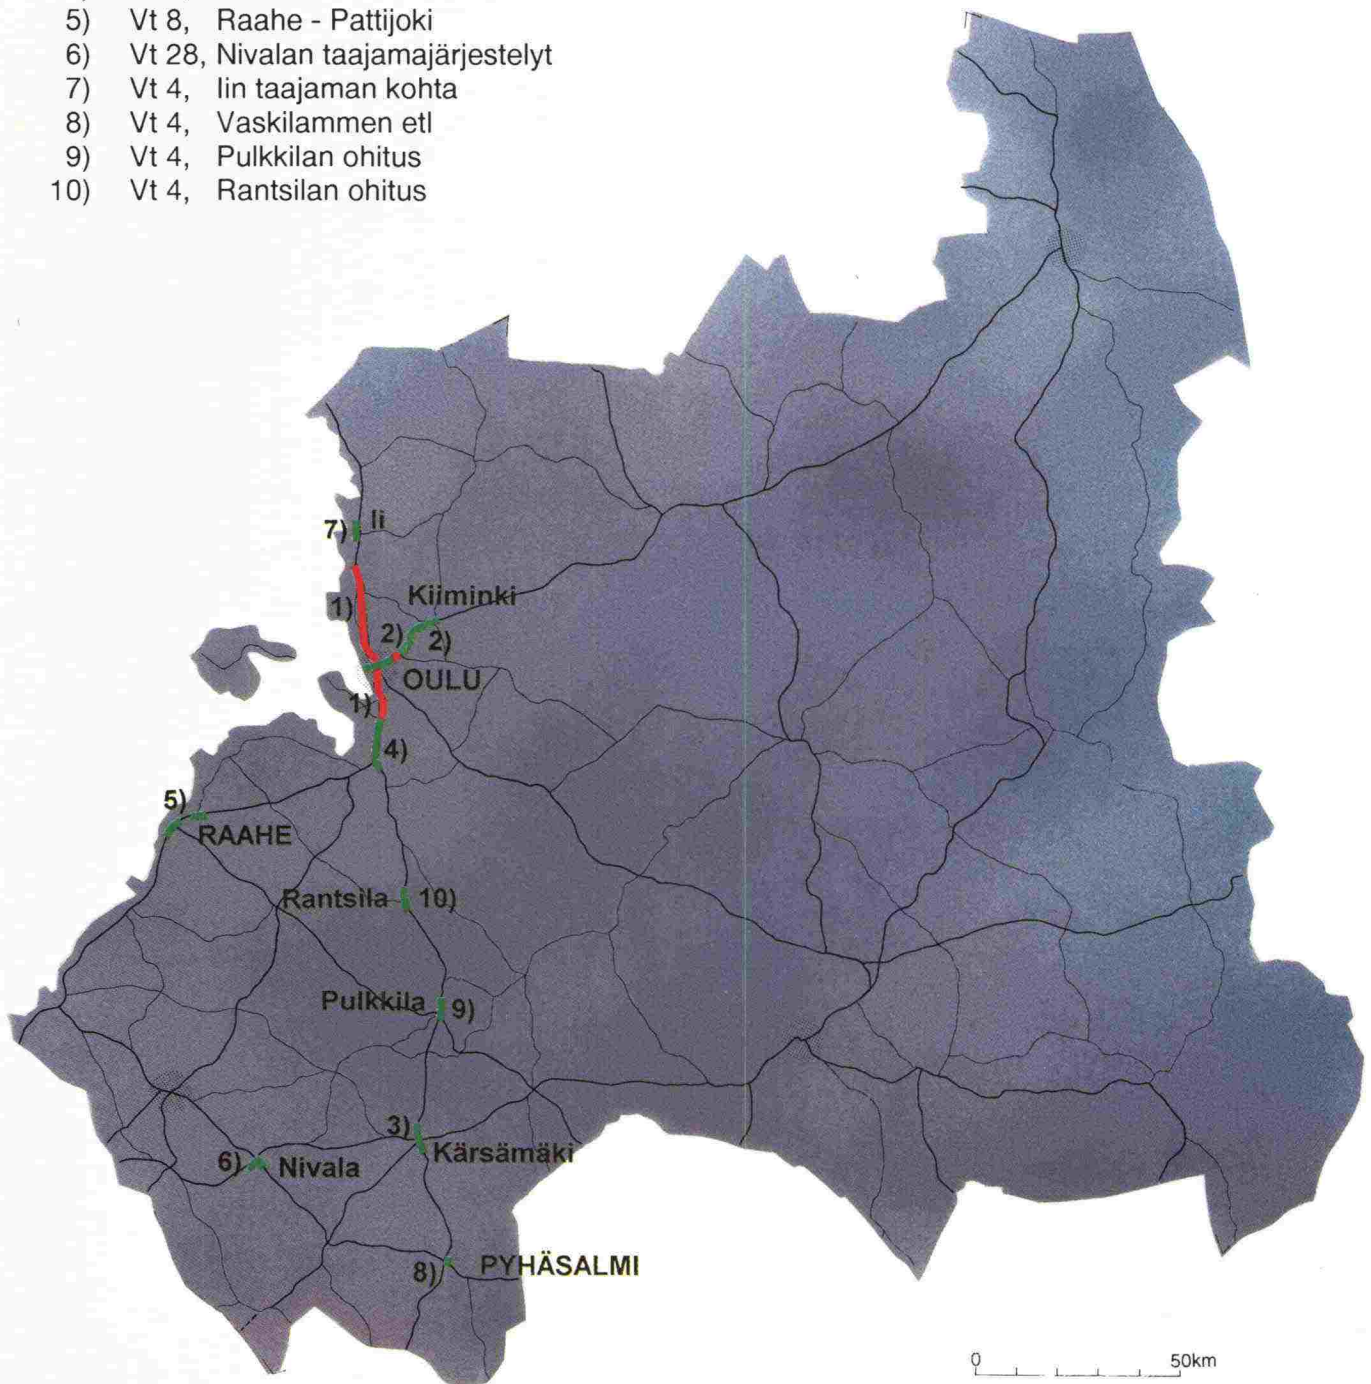 5) Vt 8, Raahe - Pattijoki
6) Vt 28, Nivalan taajamajärjestelyt
7) Vt 4, Iin taajaman kohta
8) Vt 4, Vaskilammen etl
9) Vt 4, Pulkkilan ohitus
10) Vt 4, Rantsilan ohitus
7) Ii
1) Kiiminki
2) 2)
OULU
1)
4)
5)
RAAHE
Rantsila 10)
Pulkkila 9)
3)
Kärsämäki
6) Nivala
8) PYHÄSALMI
0 50km